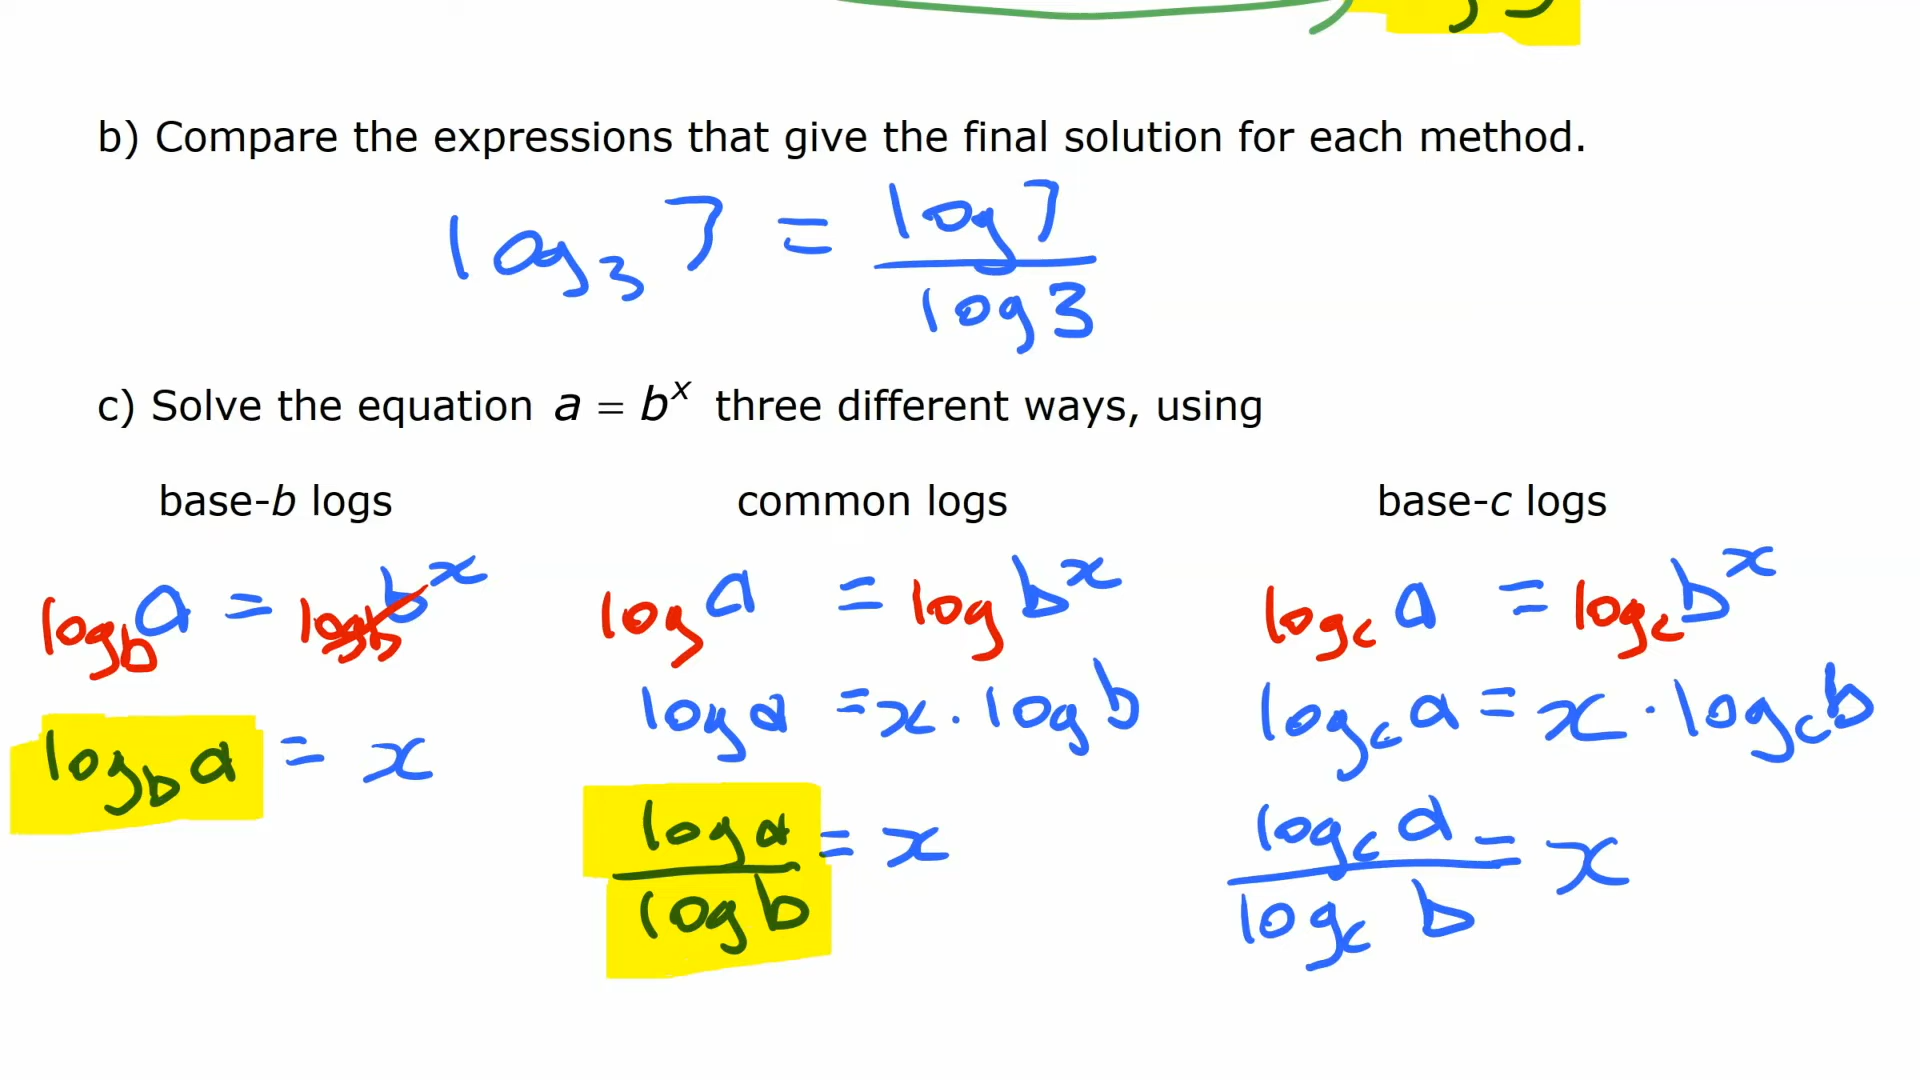 b) Compare the expressions that give the final solution for each method.
log₃ 7 = log 7 / log 3
c) Solve the equation a = bˣ three different ways, using
base-b logs
log_b a = log_b bˣ
log_b a = x
common logs
log a = log bˣ
log a = x · log b
log a / log b = x
base-c logs
log_c a = log_c bˣ
log_c a = x · log_c b
log_c a / log_c b = x